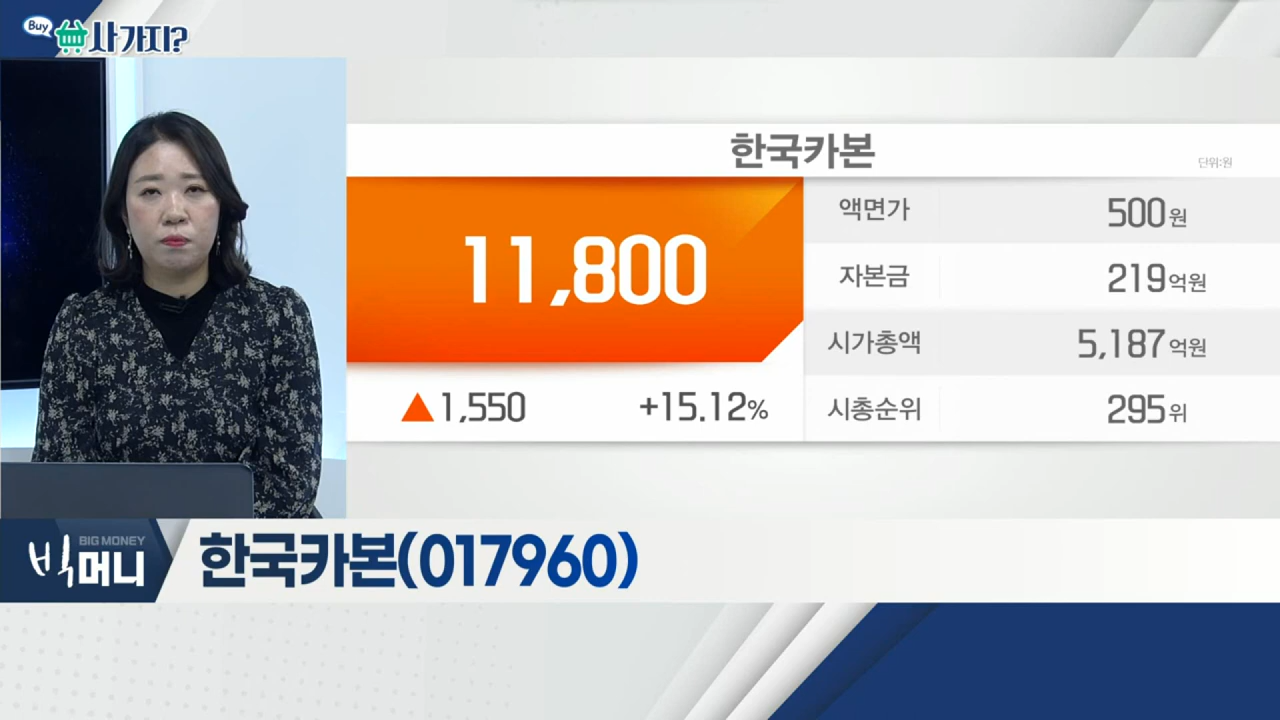 Buy 사가지?
한국카본
단위:원
11,800
▲1,550 +15.12%
액면가 500원
자본금 219억원
시가총액 5,187억원
시총순위 295위
BIG MONEY
빅머니
한국카본(017960)